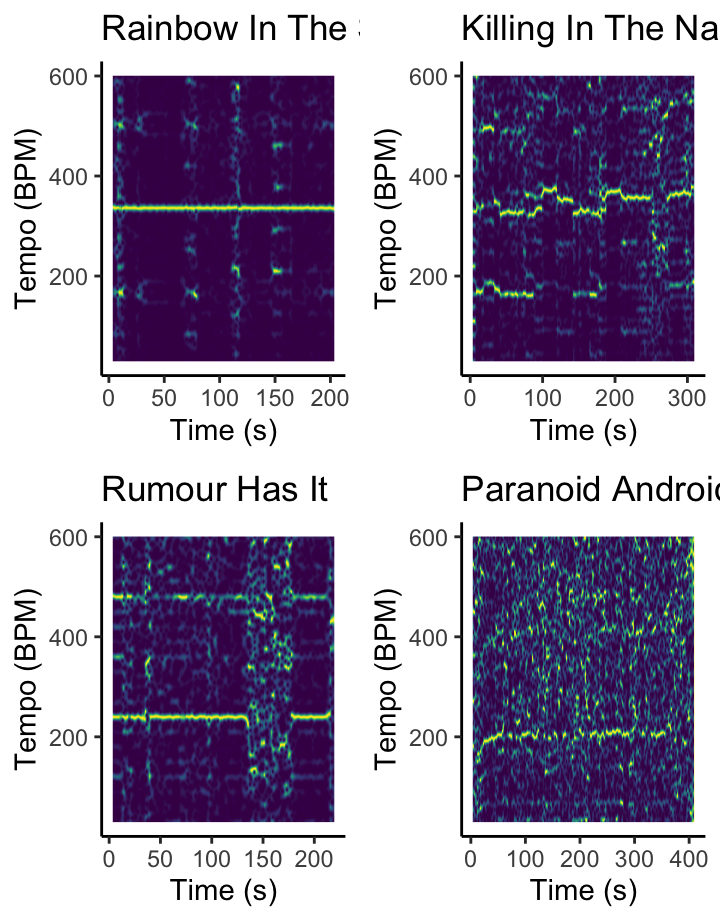 Rainbow In The
600
400
200
Tempo (BPM)
0 50 100 150 200
Time (s)
Killing In The Na
600
400
200
Tempo (BPM)
0 100 200 300
Time (s)
Rumour Has It
600
400
200
Tempo (BPM)
0 50 100 150 200
Time (s)
Paranoid Androi
600
400
200
Tempo (BPM)
0 100 200 300 400
Time (s)